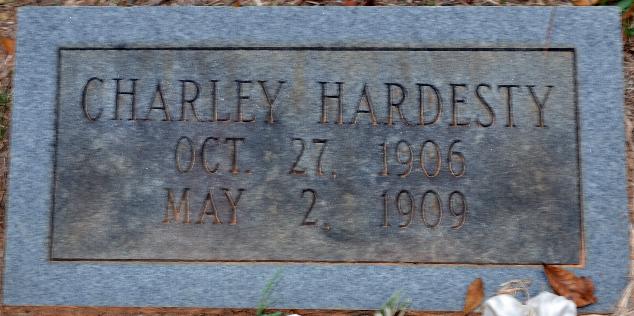 CHARLEY HARDESTY
OCT. 27, 1906
MAY 2, 1909